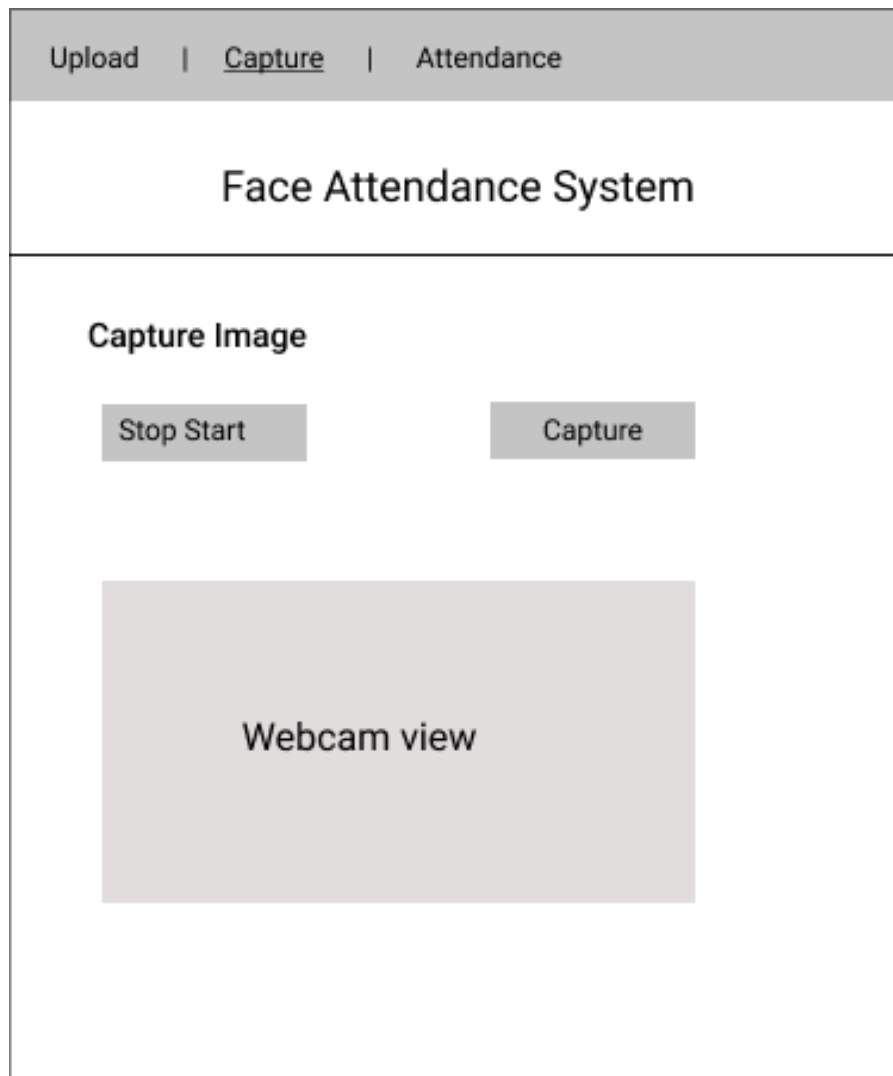 Upload | Capture | Attendance
Face Attendance System
Capture Image
Stop Start Capture
Webcam view